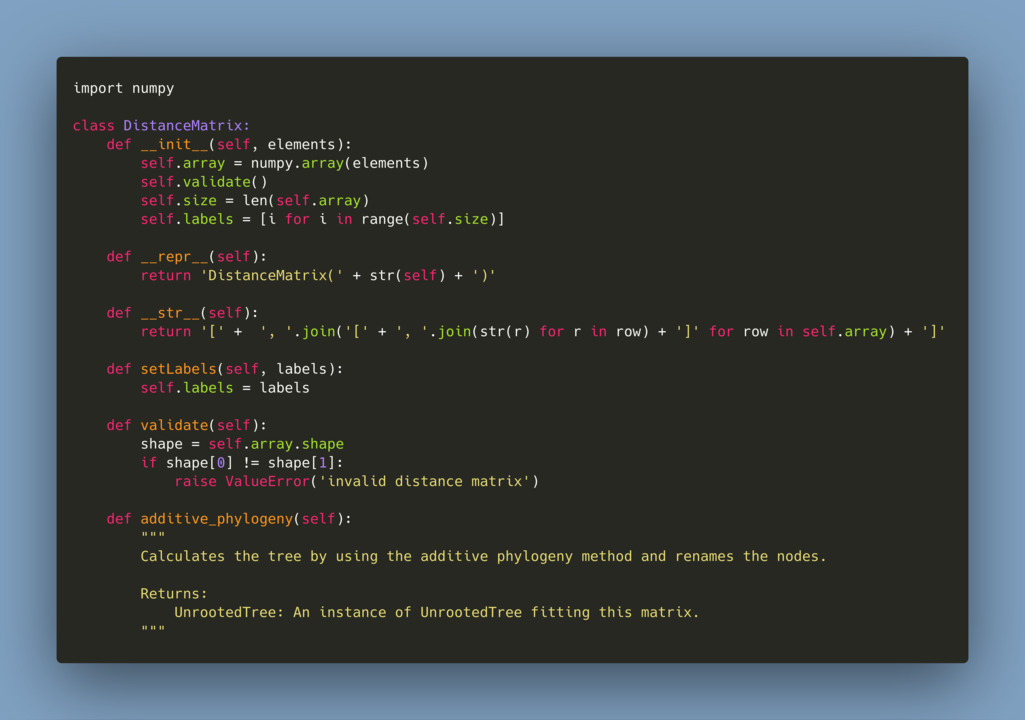 import numpy

class DistanceMatrix:
    def __init__(self, elements):
        self.array = numpy.array(elements)
        self.validate()
        self.size = len(self.array)
        self.labels = [i for i in range(self.size)]

    def __repr__(self):
        return 'DistanceMatrix(' + str(self) + ')'

    def __str__(self):
        return '[' +  ', '.join('[' + ', '.join(str(r) for r in row) + ']' for row in self.array) + ']'

    def setLabels(self, labels):
        self.labels = labels

    def validate(self):
        shape = self.array.shape
        if shape[0] != shape[1]:
            raise ValueError('invalid distance matrix')

    def additive_phylogeny(self):
        """
        Calculates the tree by using the additive phylogeny method and renames the nodes.

        Returns:
            UnrootedTree: An instance of UnrootedTree fitting this matrix.
        """